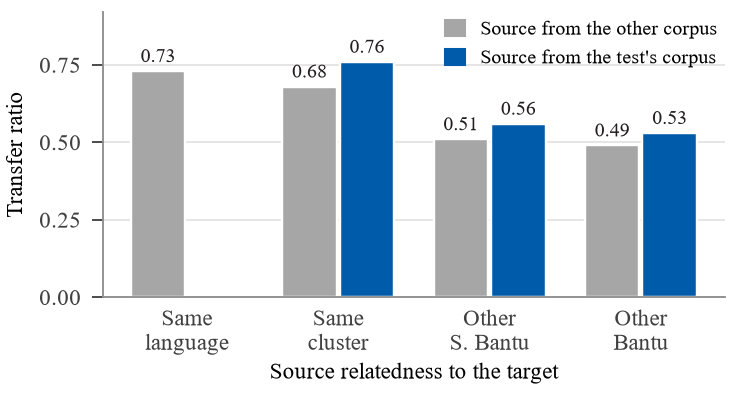 Source from the other corpus
Source from the test's corpus
Transfer ratio
0.75
0.50
0.25
0.00
0.73
0.68
0.76
0.51
0.56
0.49
0.53
Same
language
Same
cluster
Other
S. Bantu
Other
Bantu
Source relatedness to the target